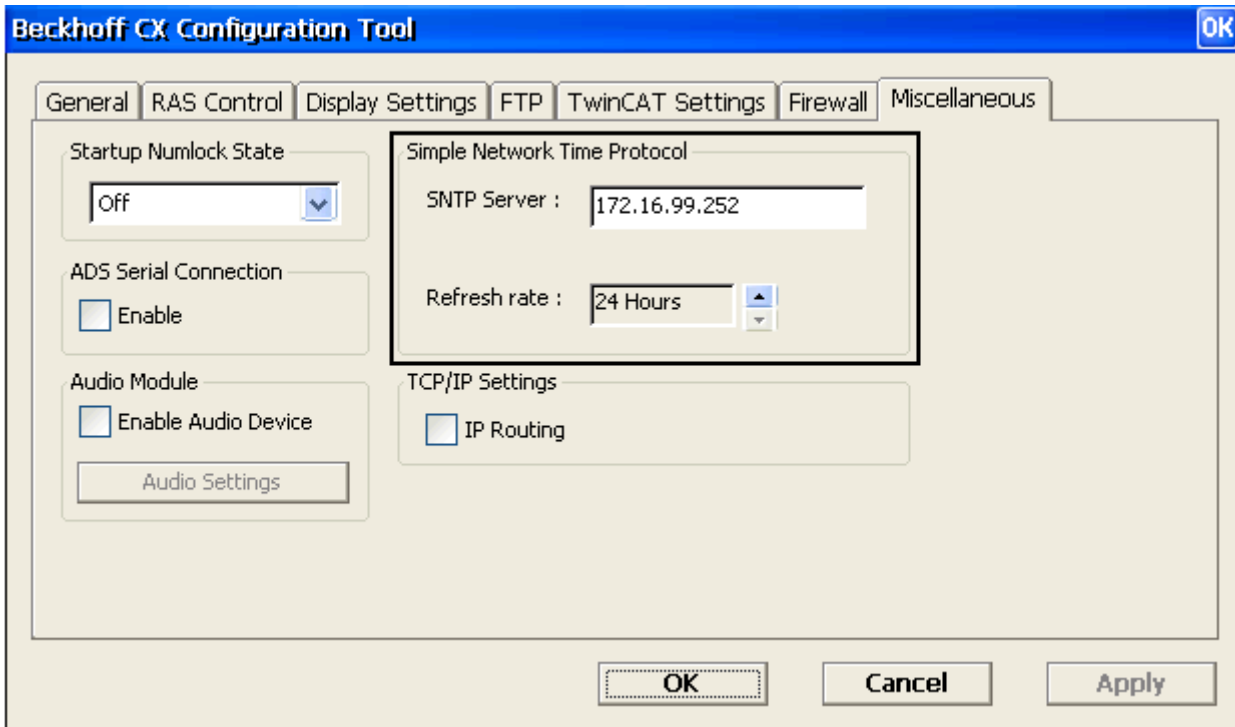 Beckhoff CX Configuration Tool
OK
General
RAS Control
Display Settings
FTP
TwinCAT Settings
Firewall
Miscellaneous
Startup Numlock State
Off
ADS Serial Connection
Enable
Audio Module
Enable Audio Device
Audio Settings
Simple Network Time Protocol
SNTP Server :
172.16.99.252
Refresh rate :
24 Hours
TCP/IP Settings
IP Routing
OK
Cancel
Apply